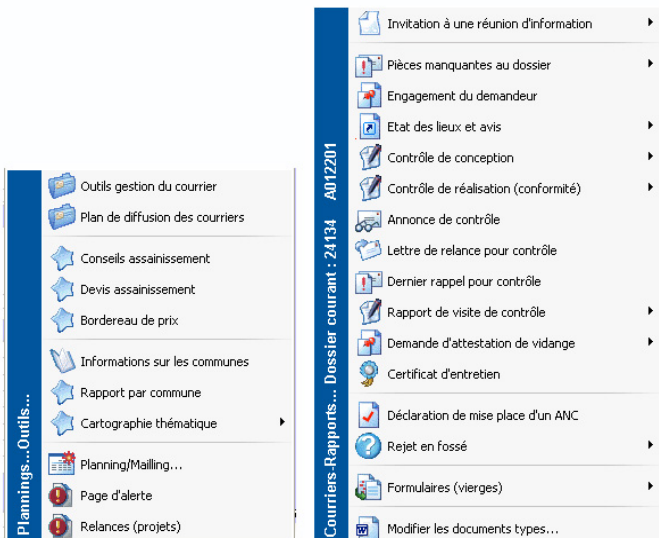 Plannings...Outils...
Outils gestion du courrier
Plan de diffusion des courriers
Conseils assainissement
Devis assainissement
Bordereau de prix
Informations sur les communes
Rapport par commune
Cartographie thématique
Planning/Mailling...
Page d'alerte
Relances (projets)
Courriers-Rapports... Dossier courant : 24134 A012201
Invitation à une réunion d'information
Pièces manquantes au dossier
Engagement du demandeur
Etat des lieux et avis
Contrôle de conception
Contrôle de réalisation (conformité)
Annonce de contrôle
Lettre de relance pour contrôle
Dernier rappel pour contrôle
Rapport de visite de contrôle
Demande d'attestation de vidange
Certificat d'entretien
Déclaration de mise place d'un ANC
Rejet en fossé
Formulaires (vierges)
Modifier les documents types...